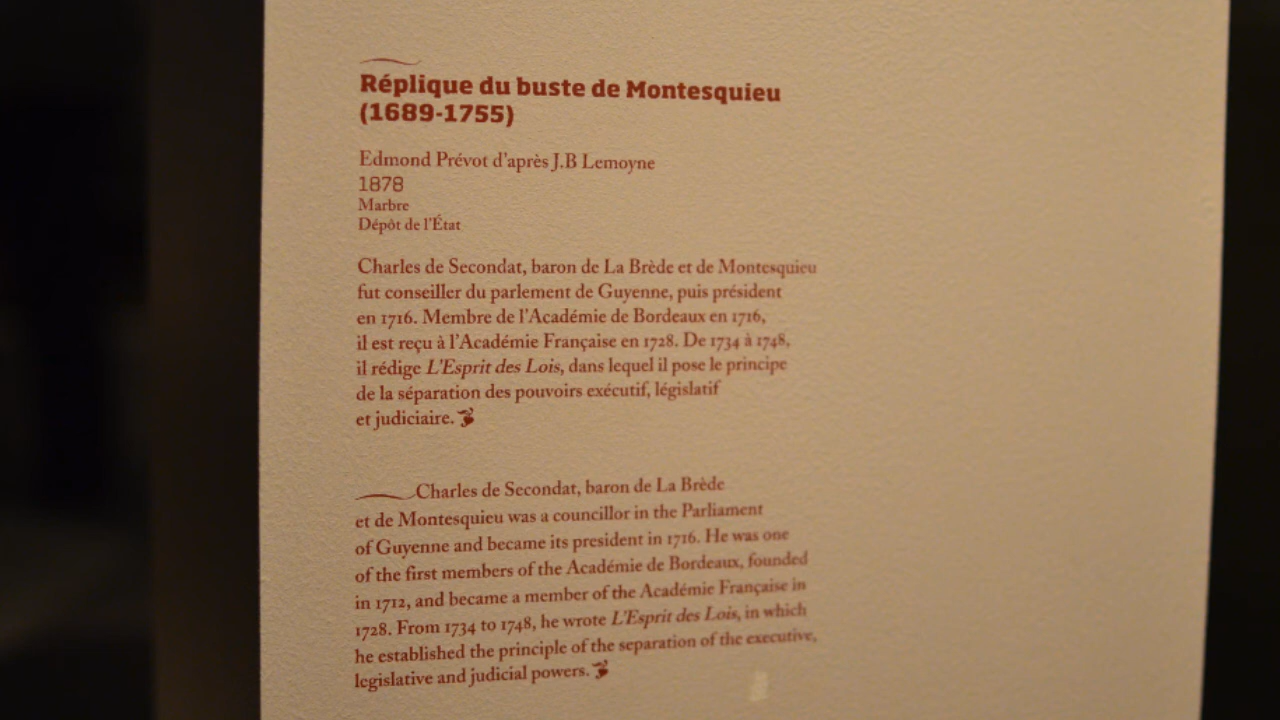 Réplique du buste de Montesquieu
(1689-1755)
Edmond Prévot d'après J.B Lemoyne
1878
Marbre
Dépôt de l'État
Charles de Secondat, baron de La Brède et de Montesquieu
fut conseiller du parlement de Guyenne, puis président
en 1716. Membre de l'Académie de Bordeaux en 1716,
il est reçu à l'Académie Française en 1728. De 1734 à 1748,
il rédige L'Esprit des Lois, dans lequel il pose le principe
de la séparation des pouvoirs exécutif, législatif
et judiciaire.
Charles de Secondat, baron de La Brède
et de Montesquieu was a councillor in the Parliament
of Guyenne and became its president in 1716. He was one
of the first members of the Académie de Bordeaux, founded
in 1712, and became a member of the Académie Française in
1728. From 1734 to 1748, he wrote L'Esprit des Lois, in which
he established the principle of the separation of the executive,
legislative and judicial powers.